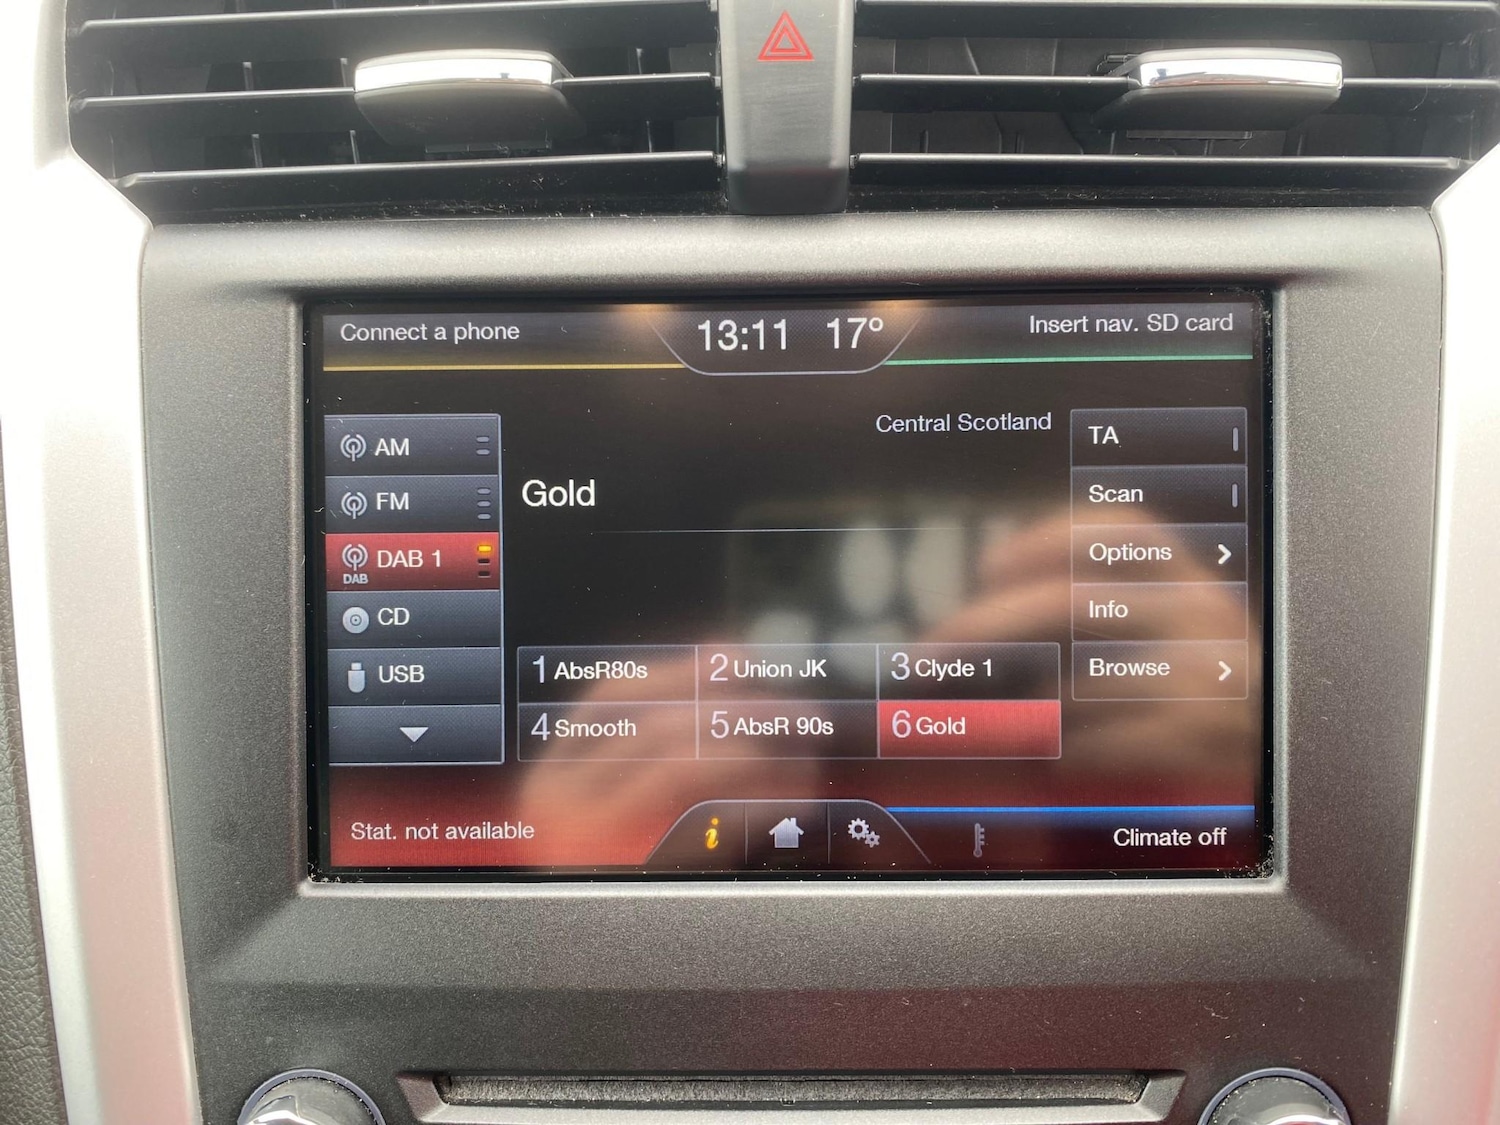 Connect a phone
13:11 17°
Insert nav. SD card
Central Scotland
AM
FM
DAB 1
DAB
CD
USB
Gold
TA
Scan
Options
Info
Browse
1 AbsR80s
2 Union JK
3 Clyde 1
4 Smooth
5 AbsR 90s
6 Gold
Stat. not available
i
Climate off